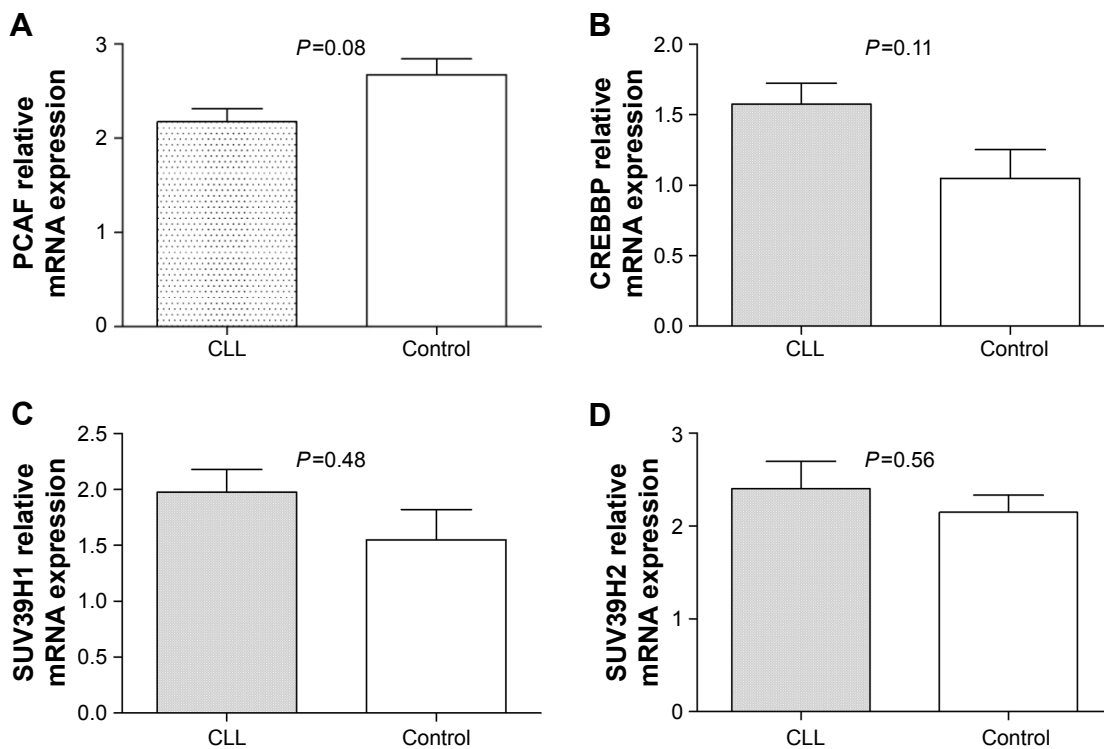 A
PCAF relative
mRNA expression
P=0.08
3
2
1
0
CLL
Control
B
CREBBP relative
mRNA expression
P=0.11
2.0
1.5
1.0
0.5
0.0
CLL
Control
C
SUV39H1 relative
mRNA expression
P=0.48
2.5
2.0
1.5
1.0
0.5
0.0
CLL
Control
D
SUV39H2 relative
mRNA expression
P=0.56
3
2
1
0
CLL
Control